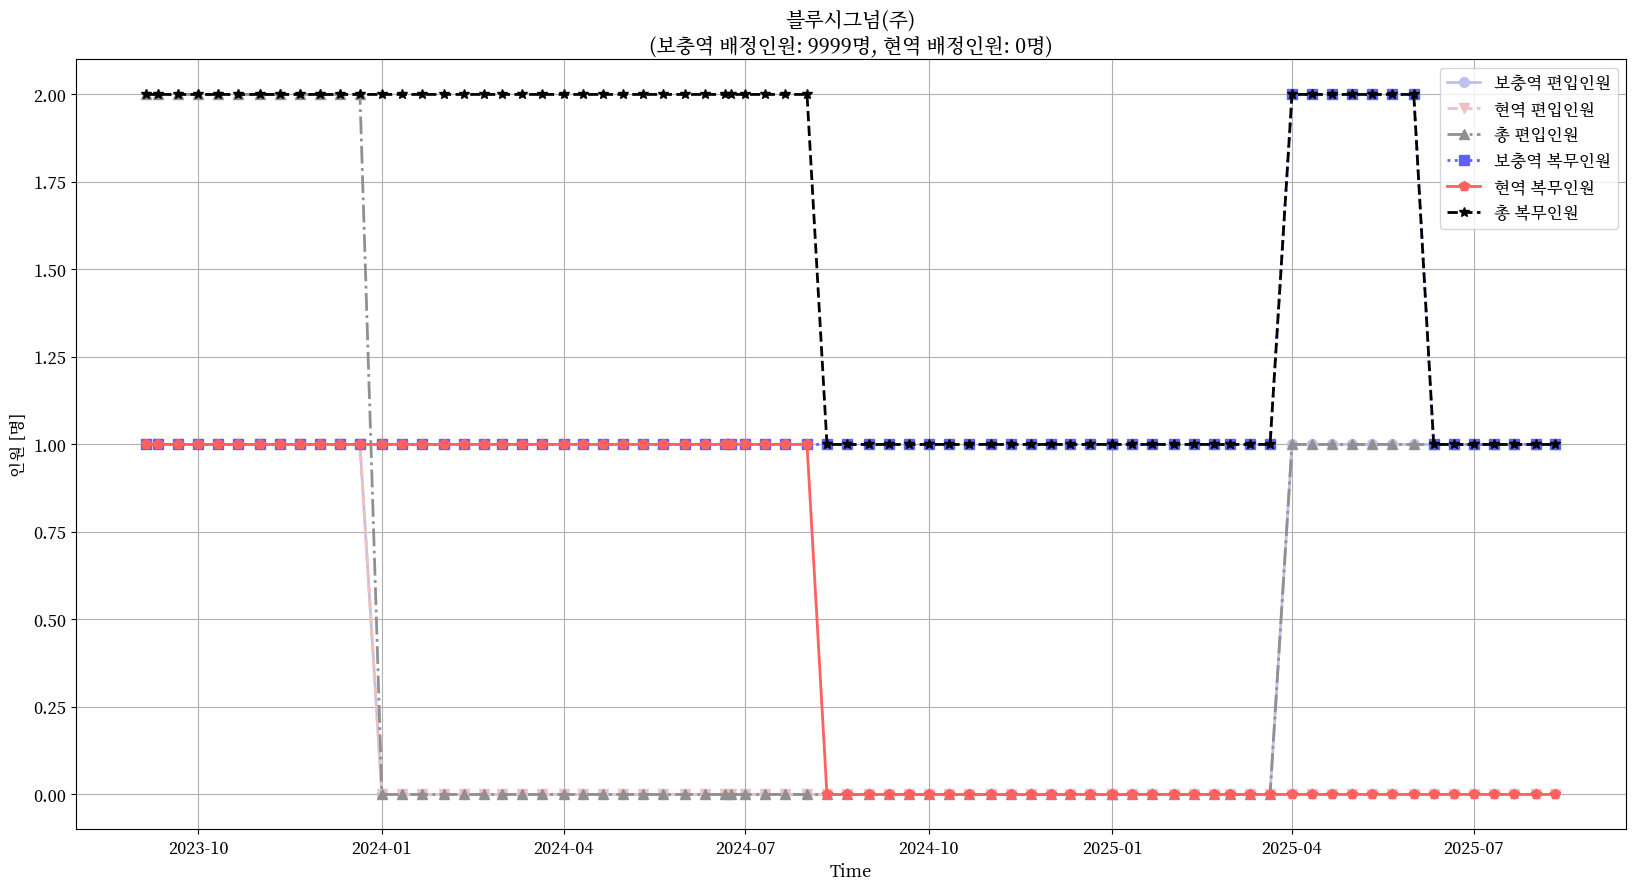 블루시그넘(주)
(보충역 배정인원: 9999명, 현역 배정인원: 0명)
인원 [명]
2.00
1.75
1.50
1.25
1.00
0.75
0.50
0.25
0.00
보충역 편입인원
현역 편입인원
총 편입인원
보충역 복무인원
현역 복무인원
총 복무인원
2023-10
2024-01
2024-04
2024-07
2024-10
2025-01
2025-04
2025-07
Time